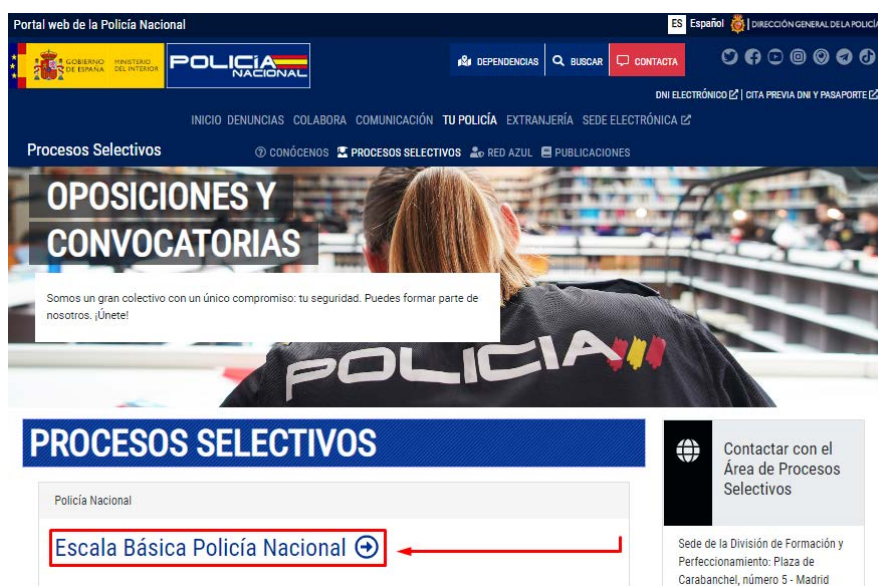 Portal web de la Policía Nacional
ES Español DIRECCIÓN GENERAL DE LA POLICÍA
GOBIERNO DE ESPAÑA
MINISTERIO DEL INTERIOR
POLICÍA
NACIONAL
DEPENDENCIAS BUSCAR CONTACTA
DNI ELECTRÓNICO | CITA PREVIA DNI Y PASAPORTE
INICIO DENUNCIAS COLABORA COMUNICACIÓN TU POLICÍA EXTRANJERÍA SEDE ELECTRÓNICA
Procesos Selectivos
CONÓCENOS PROCESOS SELECTIVOS RED AZUL PUBLICACIONES
OPOSICIONES Y
CONVOCATORIAS
Somos un gran colectivo con un único compromiso: tu seguridad. Puedes formar parte de
nosotros. ¡Únete!
POLICIA
PROCESOS SELECTIVOS
Policía Nacional
Escala Básica Policía Nacional
Contactar con el
Área de Procesos
Selectivos
Sede de la División de Formación y
Perfeccionamiento: Plaza de
Carabanchel, número 5 - Madrid